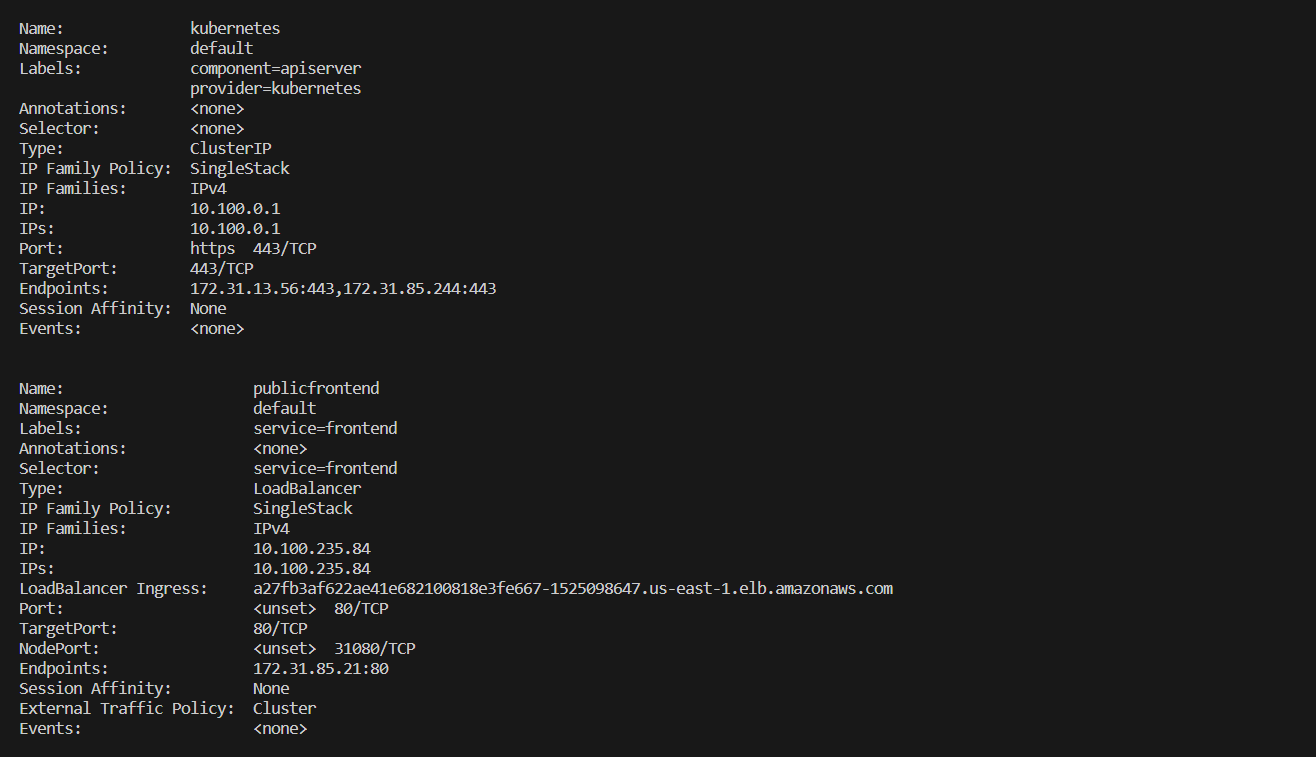 Name:              kubernetes
Namespace:         default
Labels:            component=apiserver
                   provider=kubernetes
Annotations:       <none>
Selector:          <none>
Type:              ClusterIP
IP Family Policy:  SingleStack
IP Families:       IPv4
IP:                10.100.0.1
IPs:               10.100.0.1
Port:              https  443/TCP
TargetPort:        443/TCP
Endpoints:         172.31.13.56:443,172.31.85.244:443
Session Affinity:  None
Events:            <none>

Name:                     publicfrontend
Namespace:                default
Labels:                   service=frontend
Annotations:              <none>
Selector:                 service=frontend
Type:                     LoadBalancer
IP Family Policy:         SingleStack
IP Families:              IPv4
IP:                       10.100.235.84
IPs:                      10.100.235.84
LoadBalancer Ingress:     a27fb3af622ae41e682100818e3fe667-1525098647.us-east-1.elb.amazonaws.com
Port:                     <unset>  80/TCP
TargetPort:               80/TCP
NodePort:                 <unset>  31080/TCP
Endpoints:                172.31.85.21:80
Session Affinity:         None
External Traffic Policy:  Cluster
Events:                   <none>